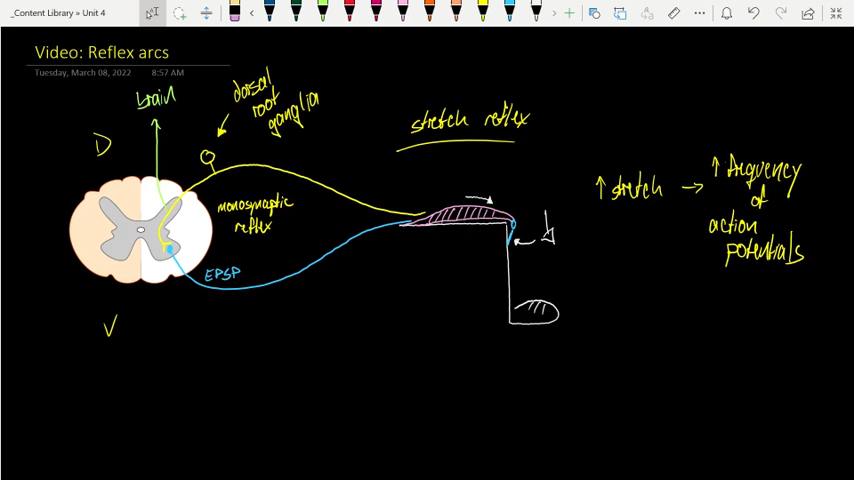 _Content Library » Unit 4
Video: Reflex arcs
Tuesday, March 08, 2022 8:57 AM
brain
dorsal
root
ganglia
stretch reflex
D
monosynaptic
reflex
↑ stretch → ↑ frequency
of
action
potentials
EPSP
V